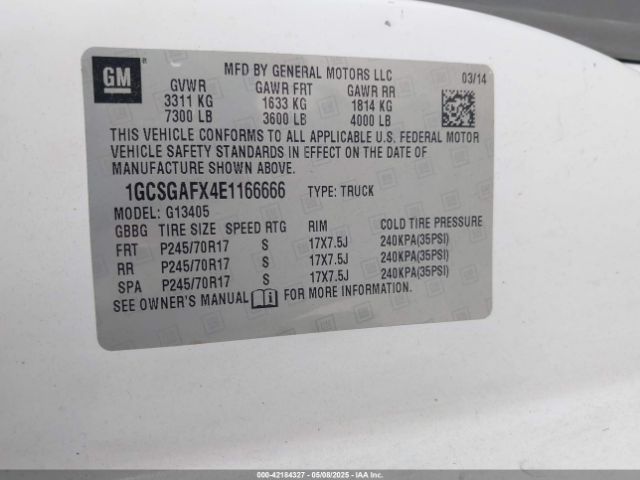 GM
MFD BY GENERAL MOTORS LLC 03/14
GVWR GAWR FRT GAWR RR
3311 KG 1633 KG 1814 KG
7300 LB 3600 LB 4000 LB
THIS VEHICLE CONFORMS TO ALL APPLICABLE U.S. FEDERAL MOTOR
VEHICLE SAFETY STANDARDS IN EFFECT ON THE DATE OF
MANUFACTURE SHOWN ABOVE.
1GCSGAFX4E1166666 TYPE: TRUCK
MODEL: G13405
GBBG TIRE SIZE SPEED RTG RIM COLD TIRE PRESSURE
FRT P245/70R17 S 17X7.5J 240KPA(35PSI)
RR P245/70R17 S 17X7.5J 240KPA(35PSI)
SPA P245/70R17 S 17X7.5J 240KPA(35PSI)
SEE OWNER'S MANUAL i FOR MORE INFORMATION.
000-42184327 - 05/08/2025 - IAAI.COM